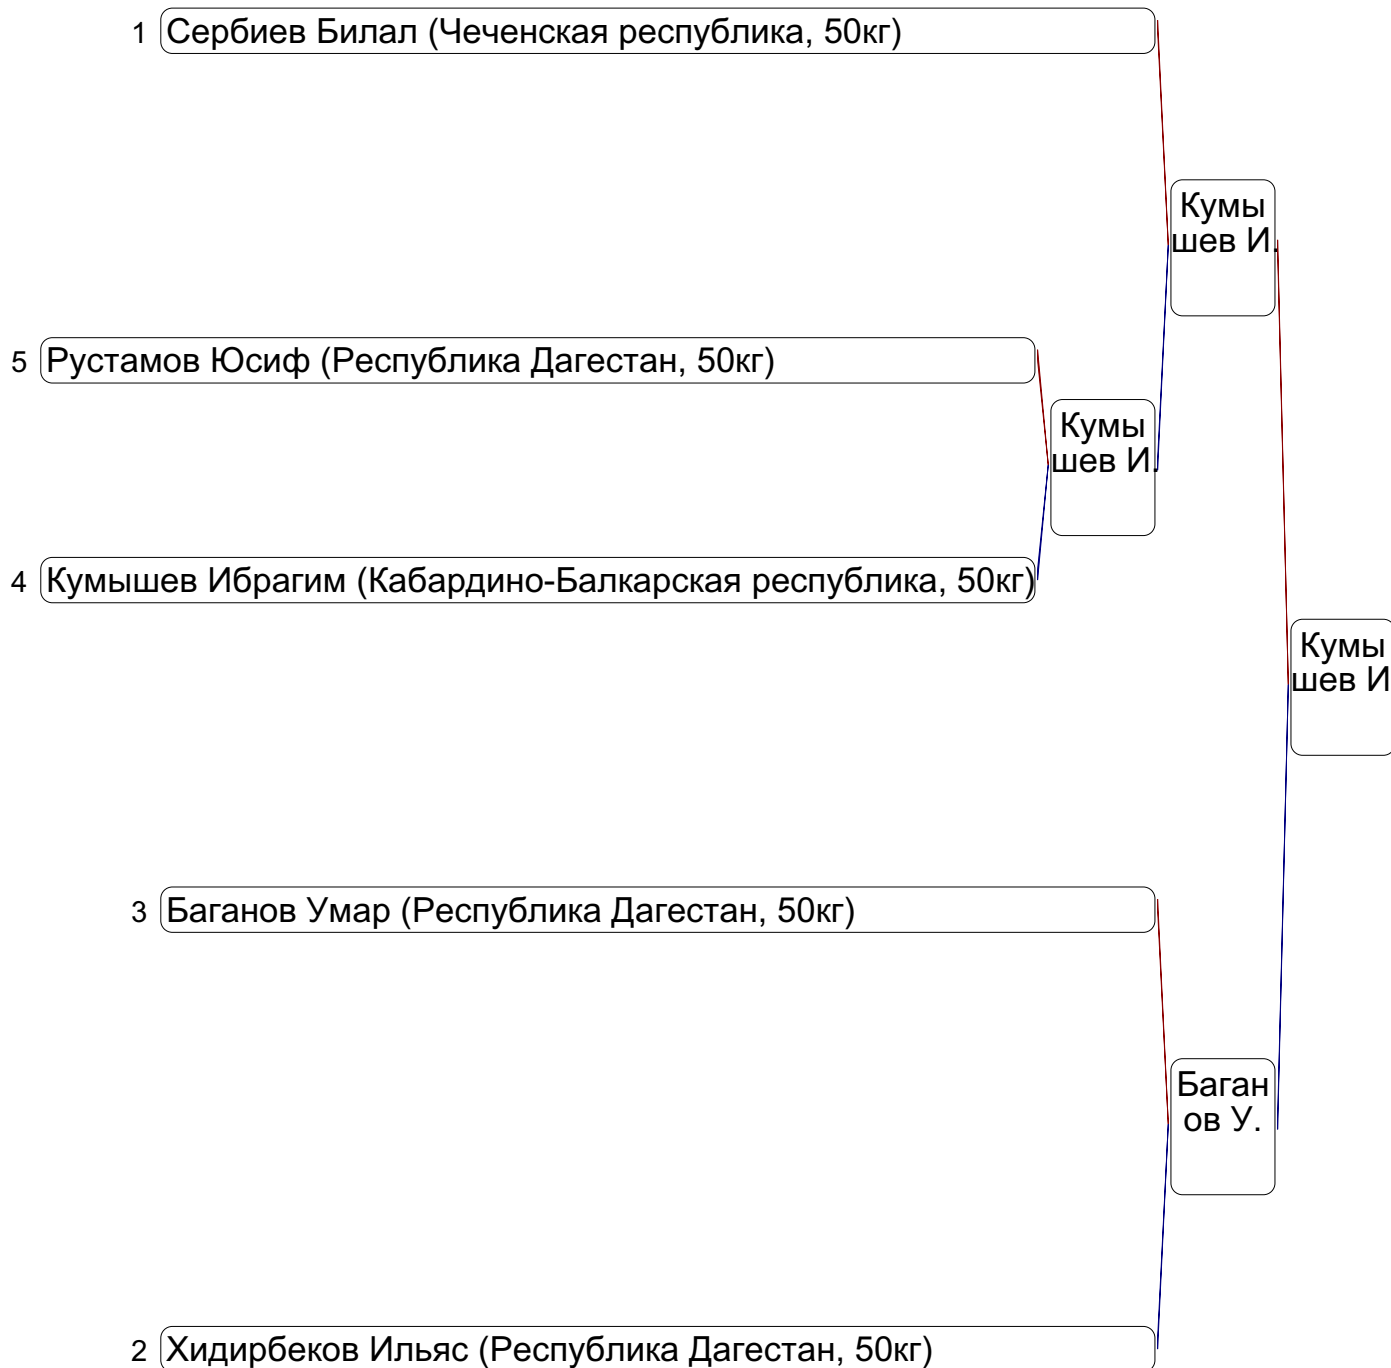 1 Сербиев Билал (Чеченская республика, 50кг)
Кумы
шев И.
5 Рустамов Юсиф (Республика Дагестан, 50кг)
Кумы
шев И.
4 Кумышев Ибрагим (Кабардино-Балкарская республика, 50кг)
Кумы
шев И
3 Баганов Умар (Республика Дагестан, 50кг)
Баган
ов У.
2 Хидирбеков Ильяс (Республика Дагестан, 50кг)